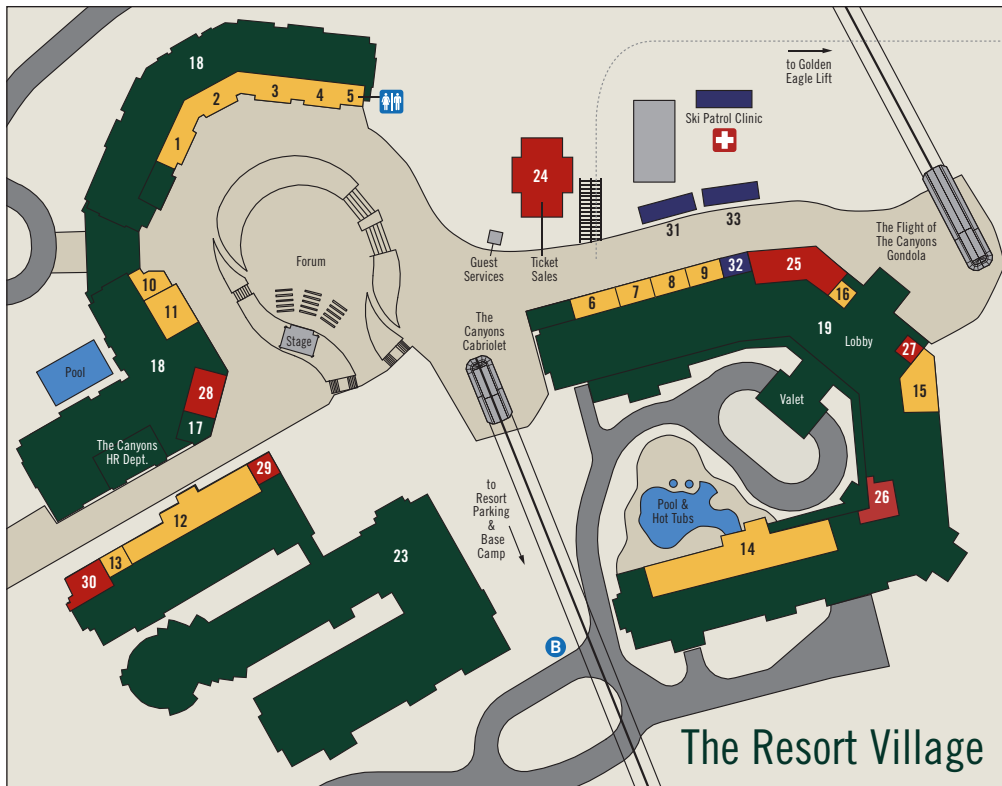 18
2
3
4
5
1
to Golden
Eagle Lift
Ski Patrol Clinic
24
31
33
The Flight of
The Canyons
Gondola
Guest
Services
Ticket
Sales
Forum
10
11
Stage
18
Pool
28
17
The Canyons
HR Dept.
The
Canyons
Cabriolet
6
7
8
9
32
25
16
19
Lobby
27
15
Valet
26
Pool &
Hot Tubs
14
29
12
13
30
23
to
Resort
Parking
&
Base
Camp
B
The Resort Village